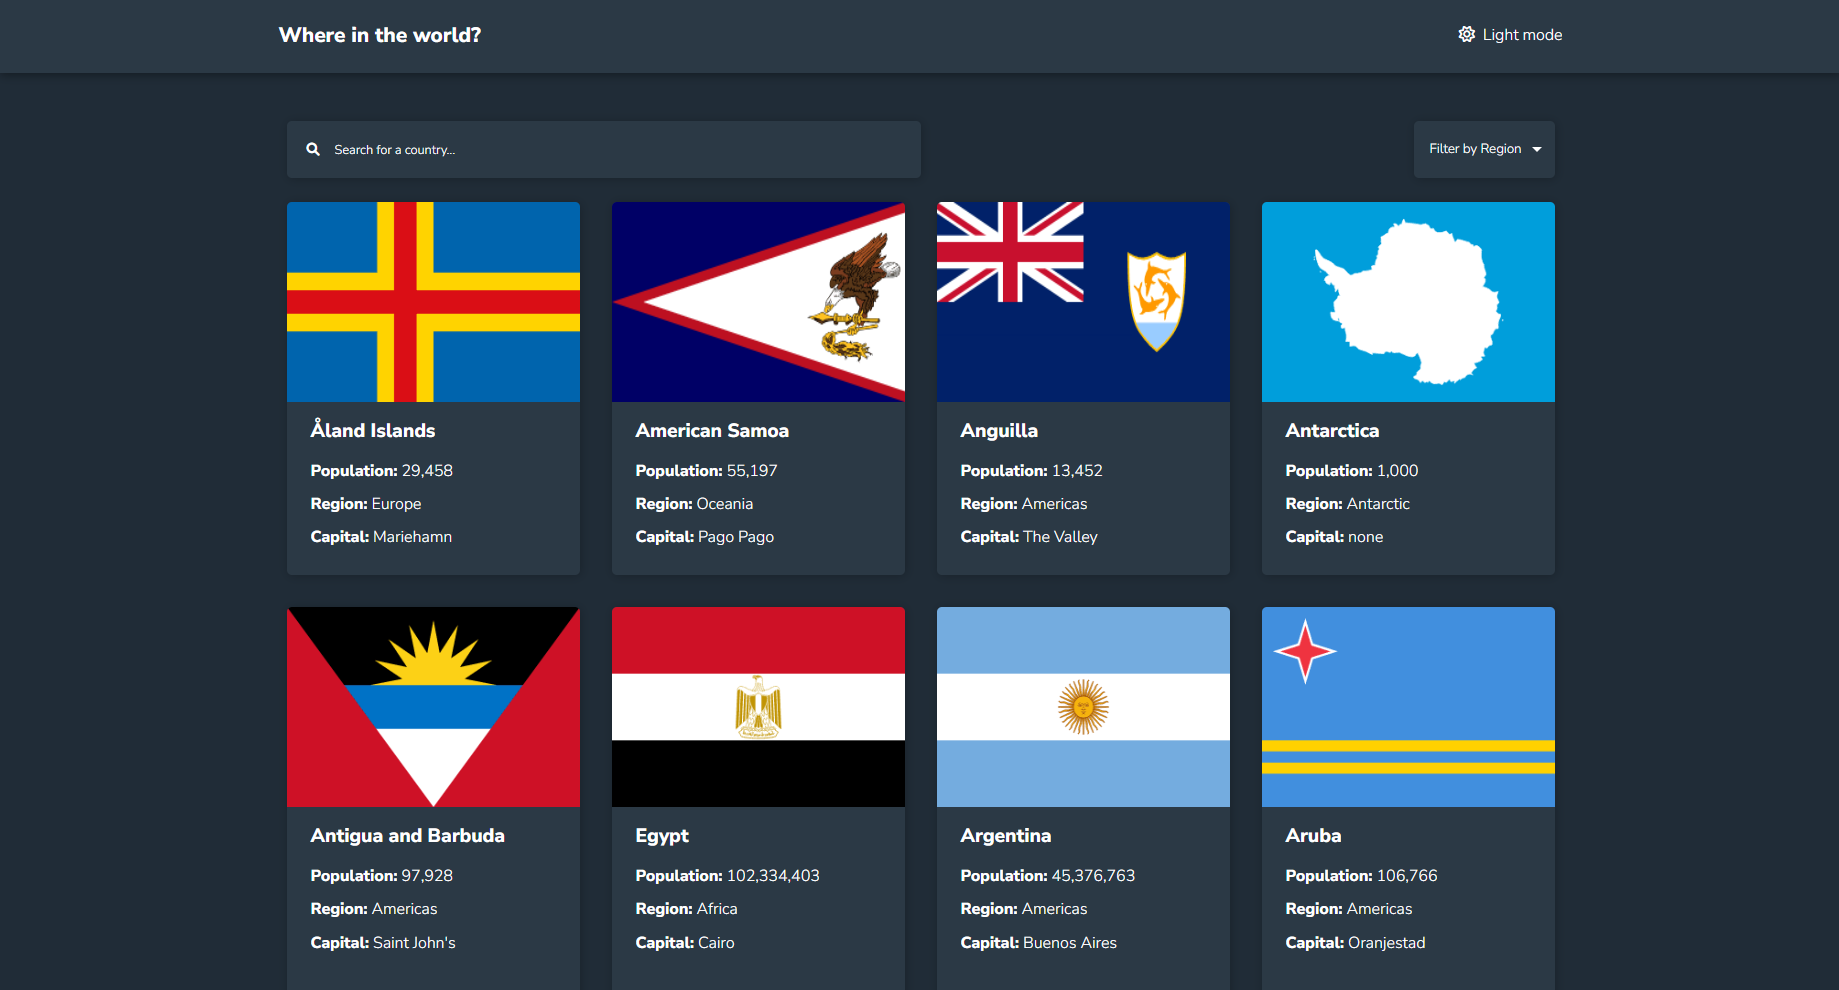 Where in the world?
Light mode
Search for a country...
Filter by Region
Åland Islands
Population: 29,458
Region: Europe
Capital: Mariehamn
American Samoa
Population: 55,197
Region: Oceania
Capital: Pago Pago
Anguilla
Population: 13,452
Region: Americas
Capital: The Valley
Antarctica
Population: 1,000
Region: Antarctic
Capital: none
Antigua and Barbuda
Population: 97,928
Region: Americas
Capital: Saint John's
Egypt
Population: 102,334,403
Region: Africa
Capital: Cairo
Argentina
Population: 45,376,763
Region: Americas
Capital: Buenos Aires
Aruba
Population: 106,766
Region: Americas
Capital: Oranjestad